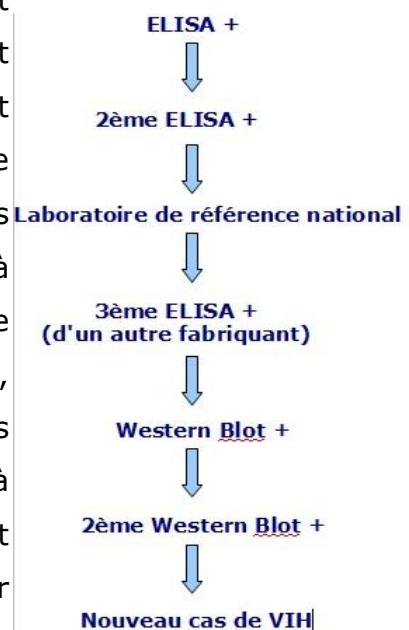 ELISA +
2ème ELISA +
Laboratoire de référence national
3ème ELISA +
(d'un autre fabriquant)
Western Blot +
2ème Western Blot +
Nouveau cas de VIH